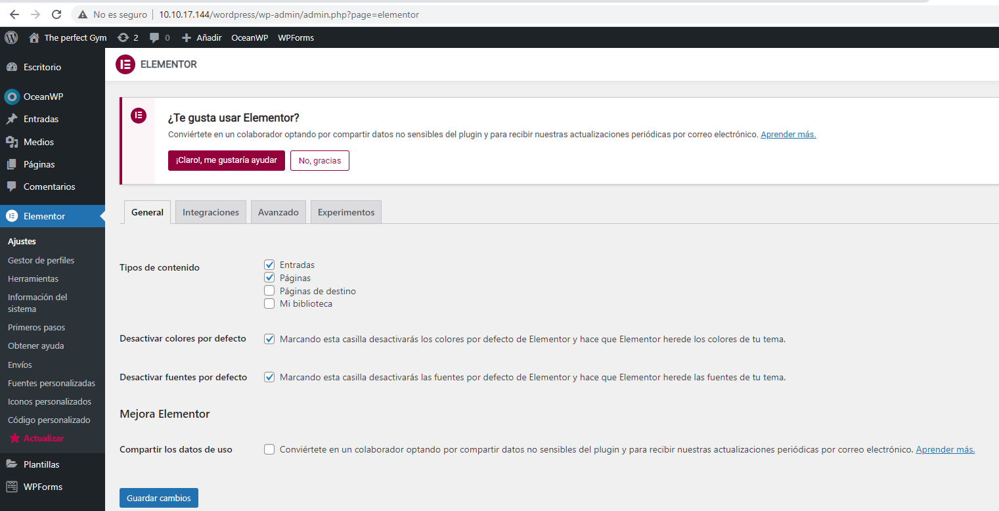 No es seguro
10.10.17.144/wordpress/wp-admin/admin.php?page=elementor
The perfect Gym 2 0 Añadir OceanWP WPForms
Escritorio
OceanWP
Entradas
Medios
Páginas
Comentarios
Elementor
Ajustes
Gestor de perfiles
Herramientas
Información del
sistema
Primeros pasos
Obtener ayuda
Envíos
Fuentes personalizadas
Iconos personalizados
Código personalizado
Actualizar
Plantillas
WPForms
ELEMENTOR
¿Te gusta usar Elementor?
Conviértete en un colaborador optando por compartir datos no sensibles del plugin y para recibir nuestras actualizaciones periódicas por correo electrónico. Aprender más.
¡Claro!, me gustaría ayudar
No, gracias
General Integraciones Avanzado Experimentos
Tipos de contenido
Entradas
Páginas
Páginas de destino
Mi biblioteca
Desactivar colores por defecto
Marcando esta casilla desactivarás los colores por defecto de Elementor y hace que Elementor herede los colores de tu tema.
Desactivar fuentes por defecto
Marcando esta casilla desactivarás las fuentes por defecto de Elementor y hace que Elementor herede las fuentes de tu tema.
Mejora Elementor
Compartir los datos de uso
Conviértete en un colaborador optando por compartir datos no sensibles del plugin y para recibir nuestras actualizaciones periódicas por correo electrónico. Aprender más.
Guardar cambios